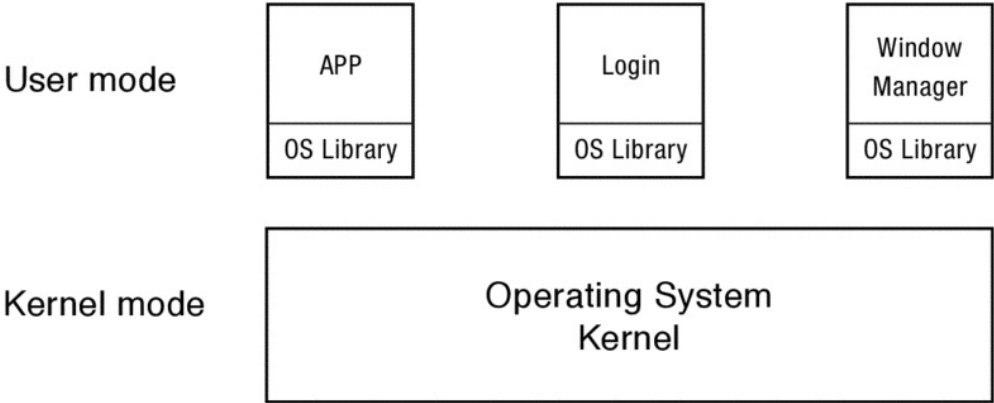 User mode
APP
OS Library
Login
OS Library
Window
Manager
OS Library
Kernel mode
Operating System
Kernel